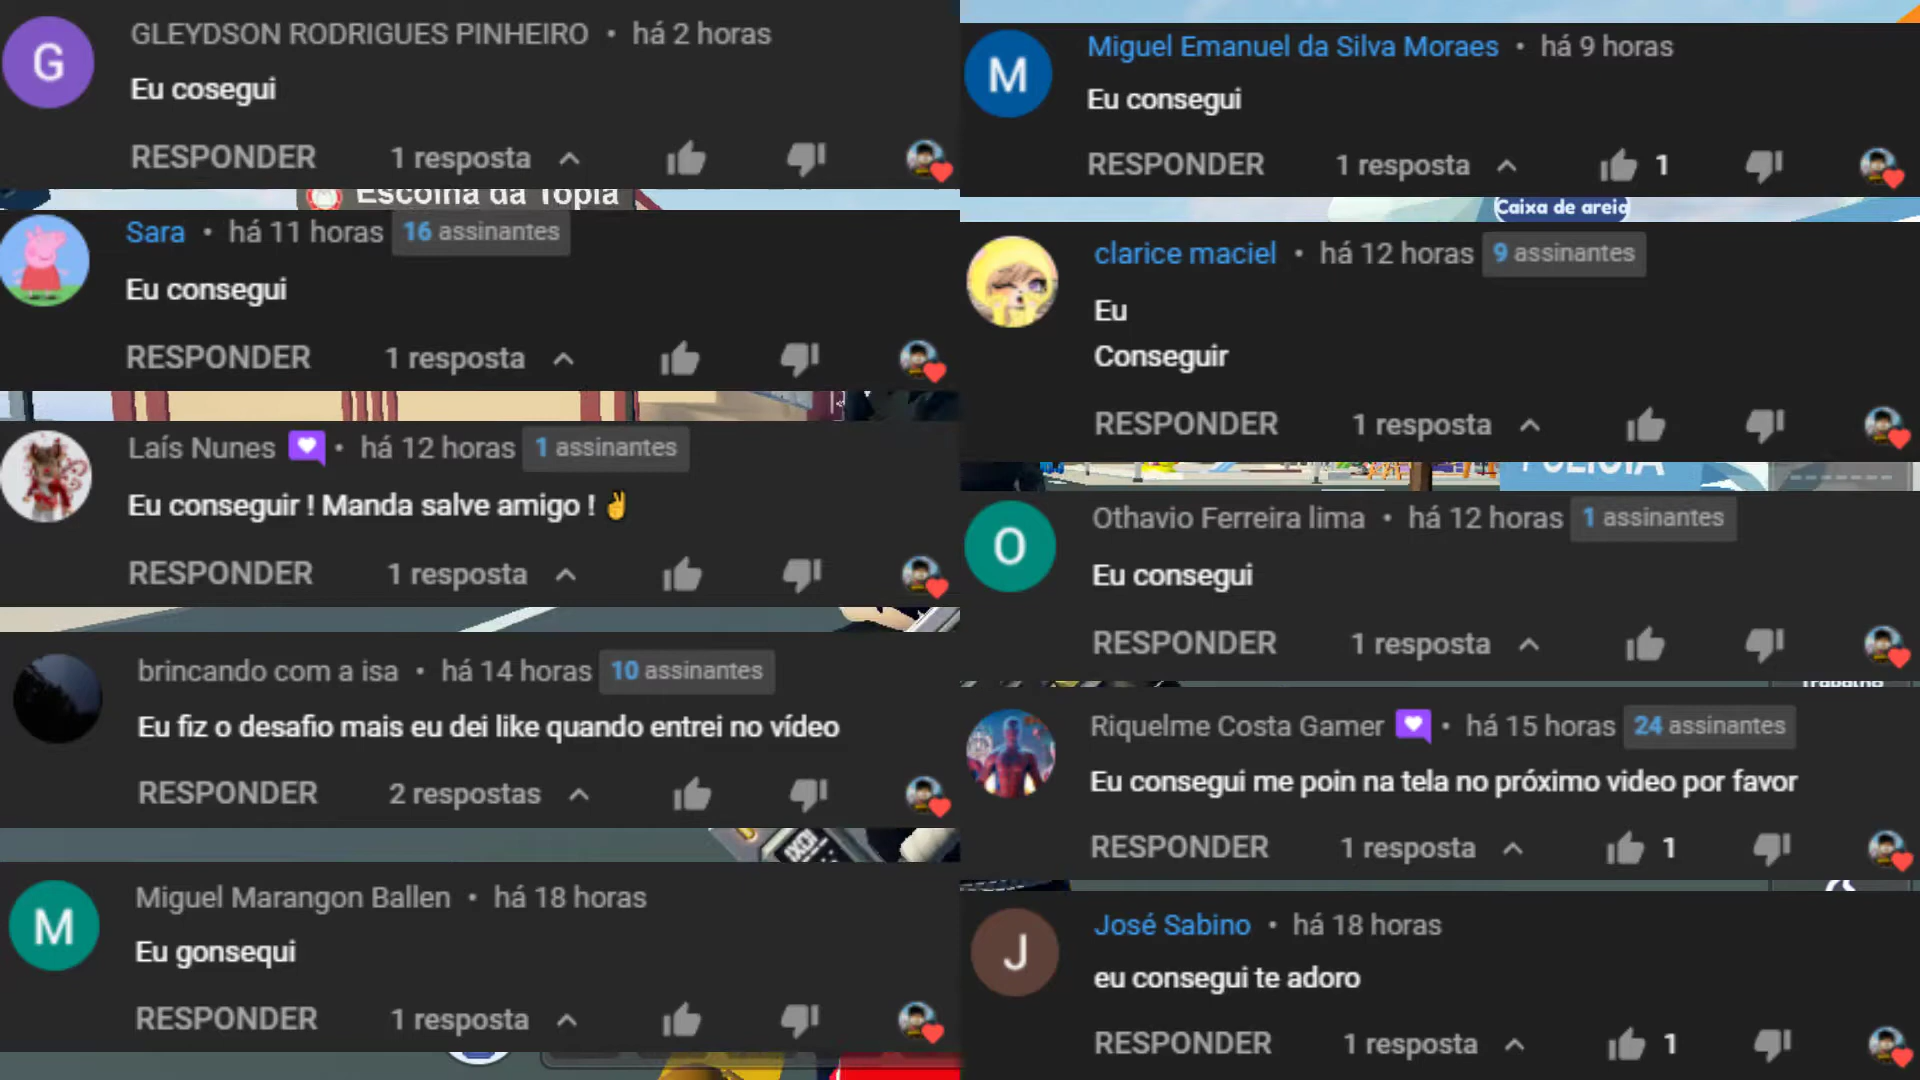 G
GLEYDSON RODRIGUES PINHEIRO • há 2 horas
Eu cosegui
RESPONDER 1 resposta
Escolha da Topia
Sara • há 11 horas 16 assinantes
Eu consegui
RESPONDER 1 resposta
Laís Nunes • há 12 horas 1 assinantes
Eu conseguir ! Manda salve amigo ! ✌
RESPONDER 1 resposta
brincando com a isa • há 14 horas 10 assinantes
Eu fiz o desafio mais eu dei like quando entrei no vídeo
RESPONDER 2 respostas
M
Miguel Marangon Ballen • há 18 horas
Eu gonsequi
RESPONDER 1 resposta
M
Miguel Emanuel da Silva Moraes • há 9 horas
Eu consegui
RESPONDER 1 resposta 1
Caixa de areia
clarice maciel • há 12 horas 9 assinantes
Eu
Conseguir
RESPONDER 1 resposta
POLÍCIA
O
Othavio Ferreira lima • há 12 horas 1 assinantes
Eu consegui
RESPONDER 1 resposta
Trabalho
Riquelme Costa Gamer • há 15 horas 24 assinantes
Eu consegui me poin na tela no próximo video por favor
RESPONDER 1 resposta 1
J
José Sabino • há 18 horas
eu consegui te adoro
RESPONDER 1 resposta 1